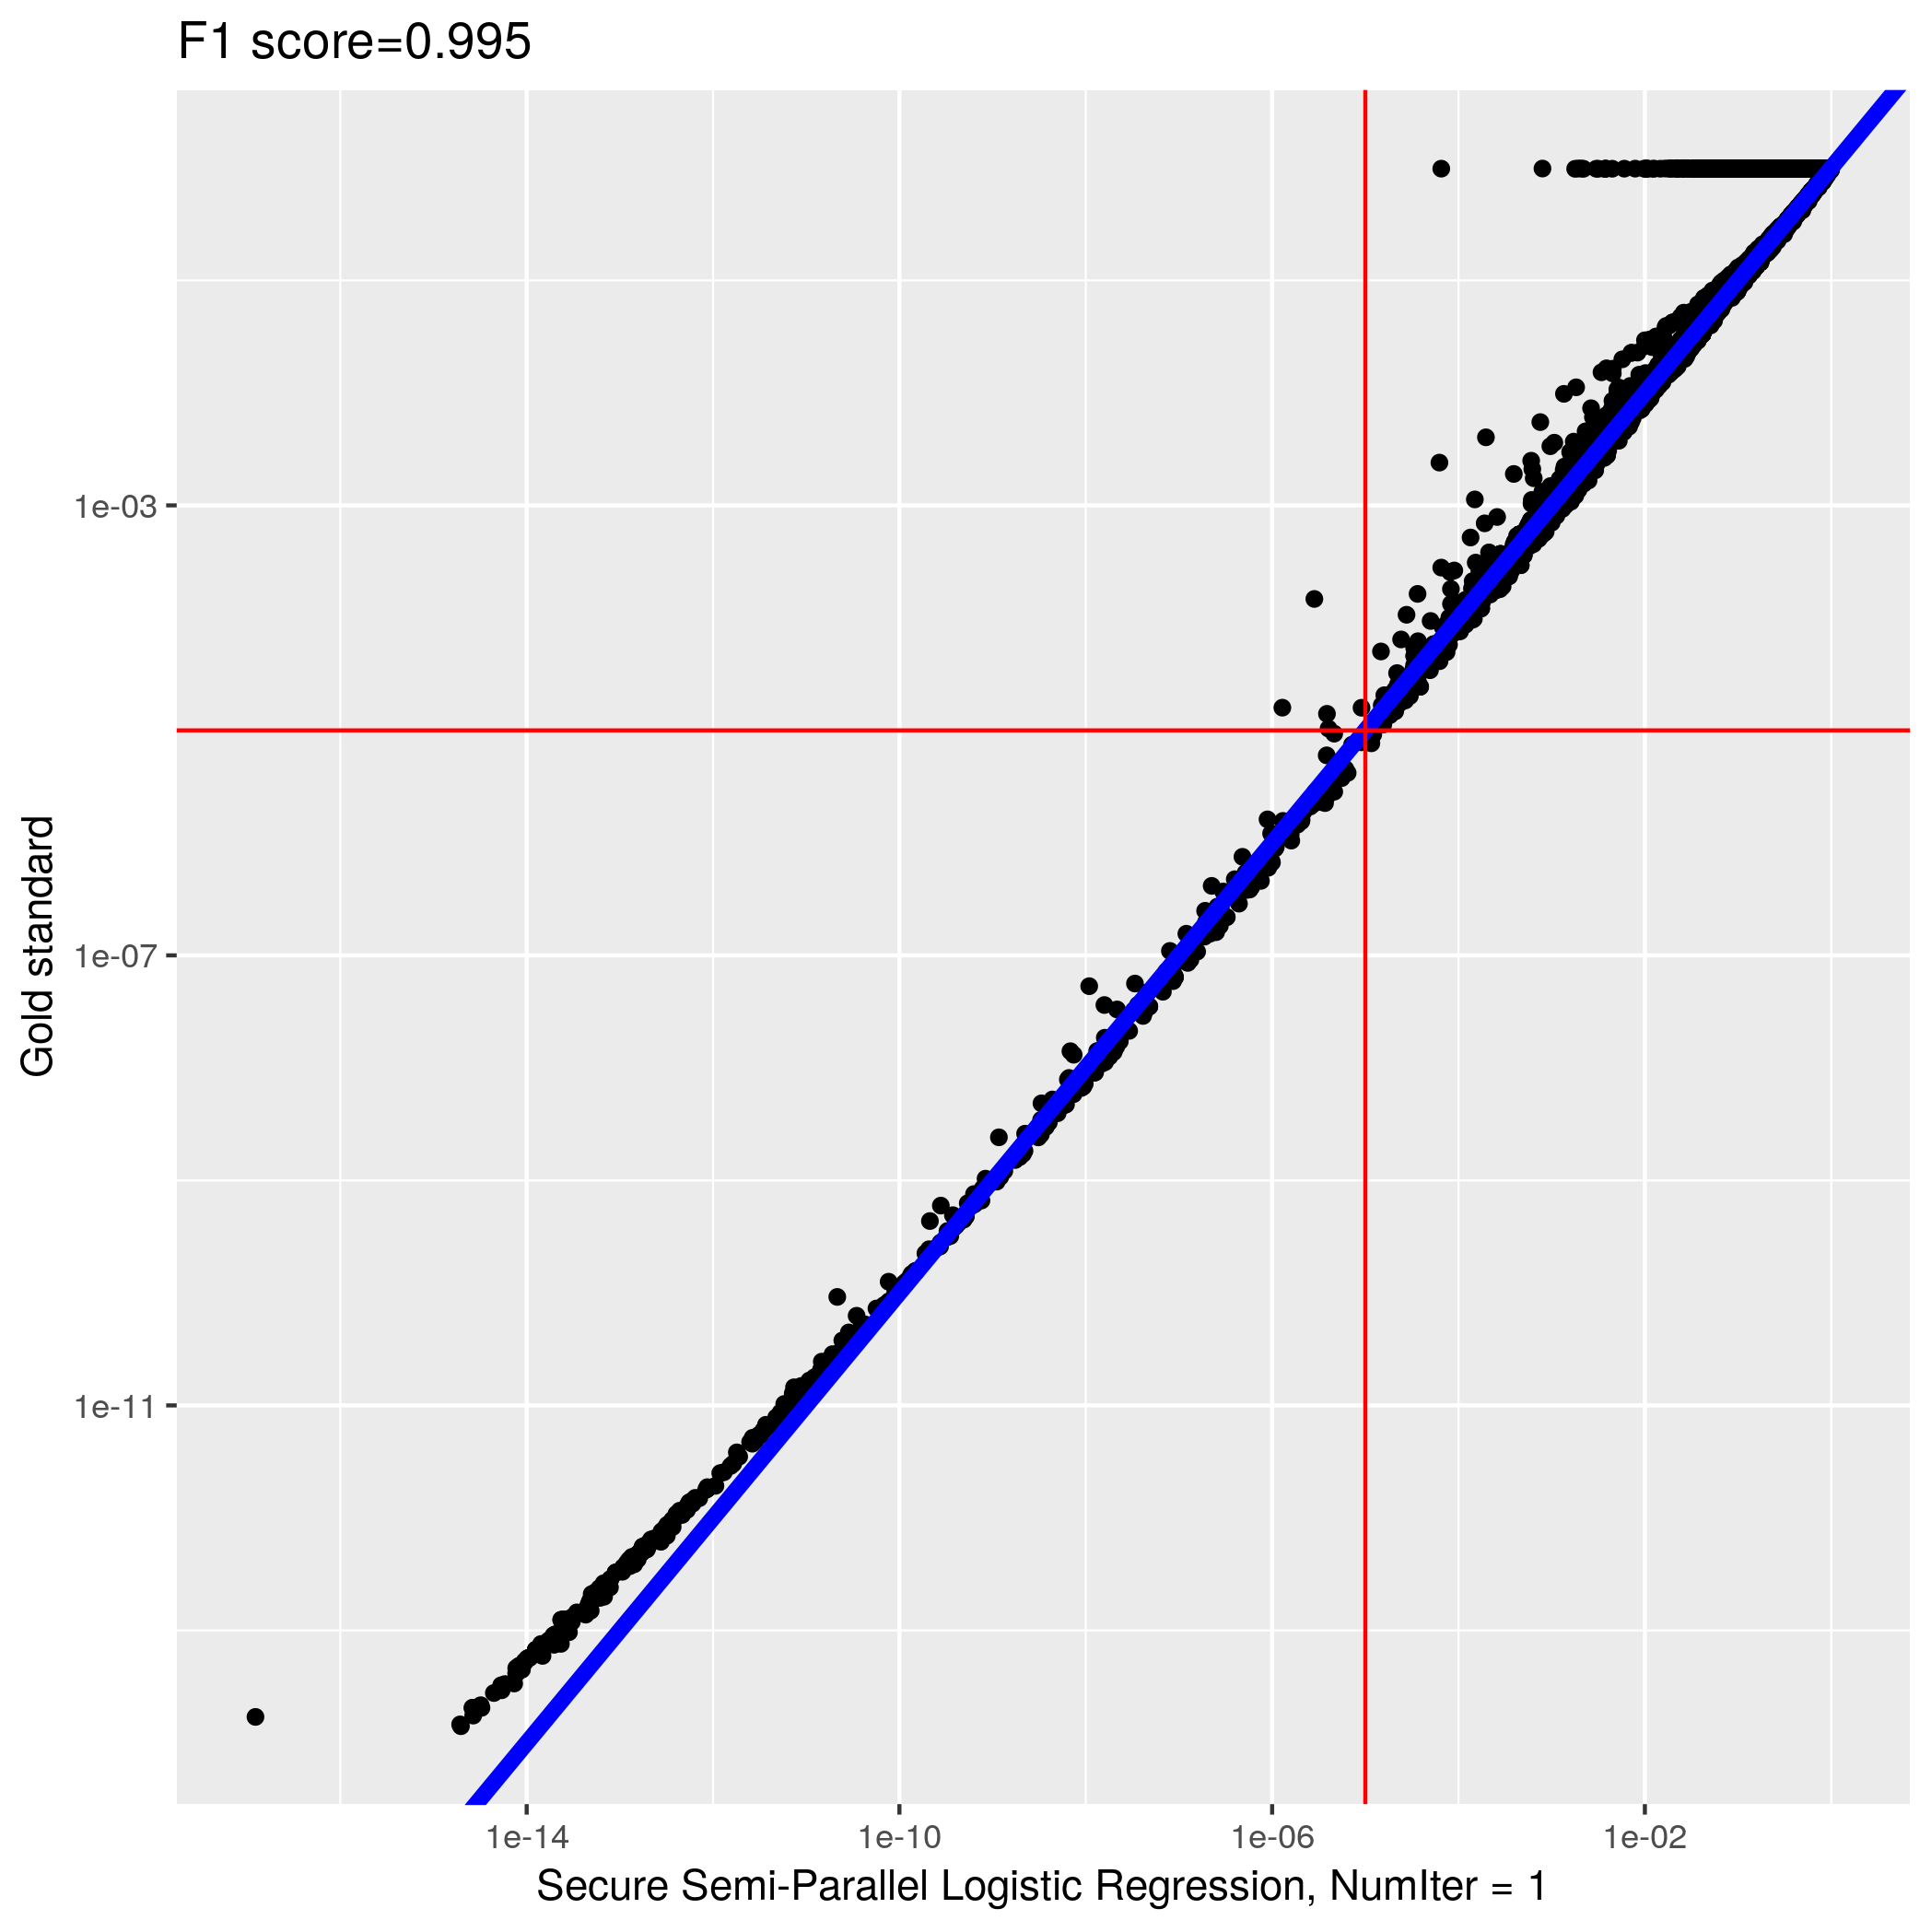 F1 score=0.995
Gold standard
1e-03
1e-07
1e-11
1e-14 1e-10 1e-06 1e-02
Secure Semi-Parallel Logistic Regression, NumIter = 1